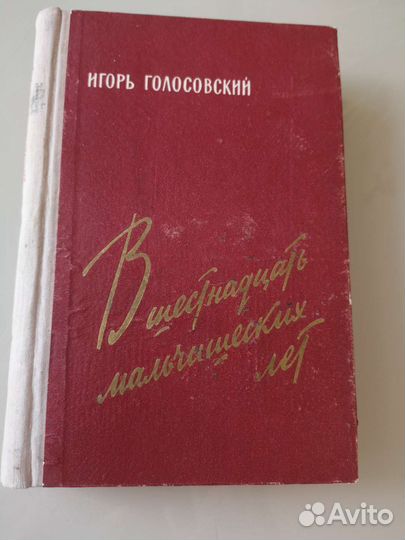 ИГОРЬ ГОЛОСОВСКИЙ
В шестнадцать
мальчишеских
лет
Avito